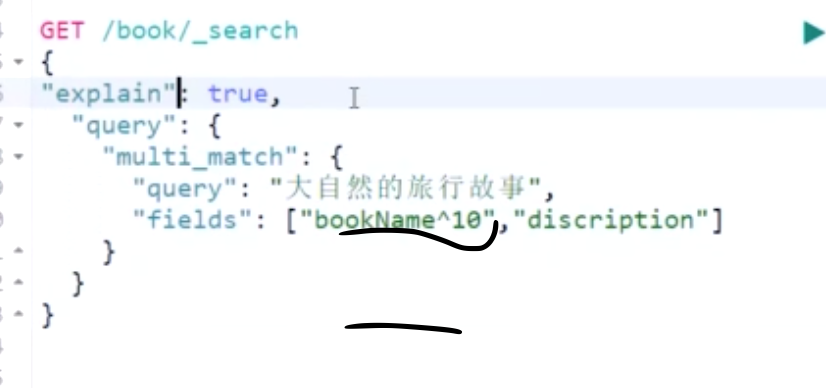 GET /book/_search
{
"explain": true,
"query": {
"multi_match": {
"query": "大自然的旅行故事",
"fields": ["bookName^10","discription"]
}
}
}